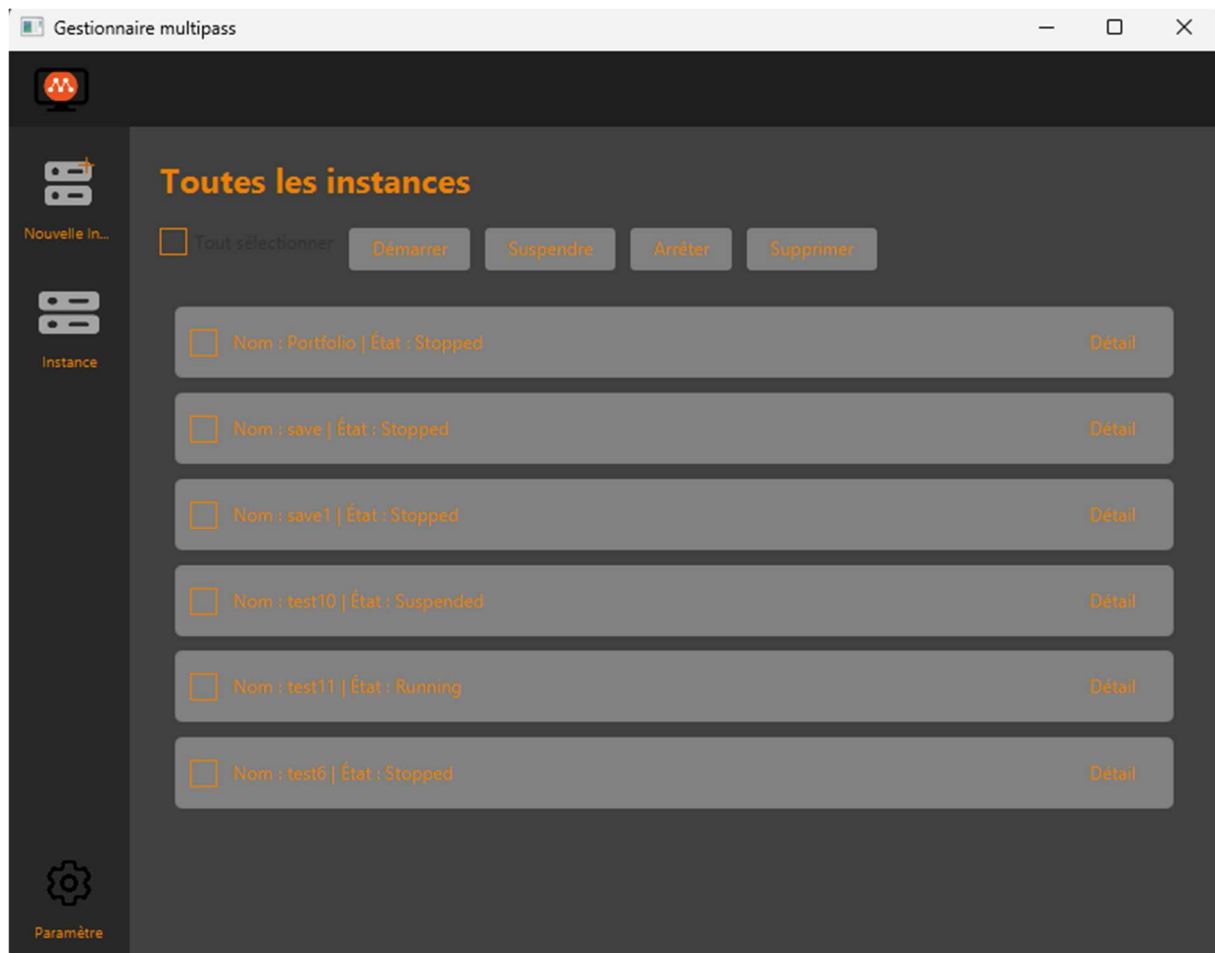 Gestionnaire multipass
Nouvelle In...
Instance
Paramètre
Toutes les instances
Tout sélectionner Démarrer Suspendre Arrêter Supprimer
Nom : Portfolio | État : Stopped Détail
Nom : save | État : Stopped Détail
Nom : save1 | État : Stopped Détail
Nom : test10 | État : Suspended Détail
Nom : test11 | État : Running Détail
Nom : test6 | État : Stopped Détail